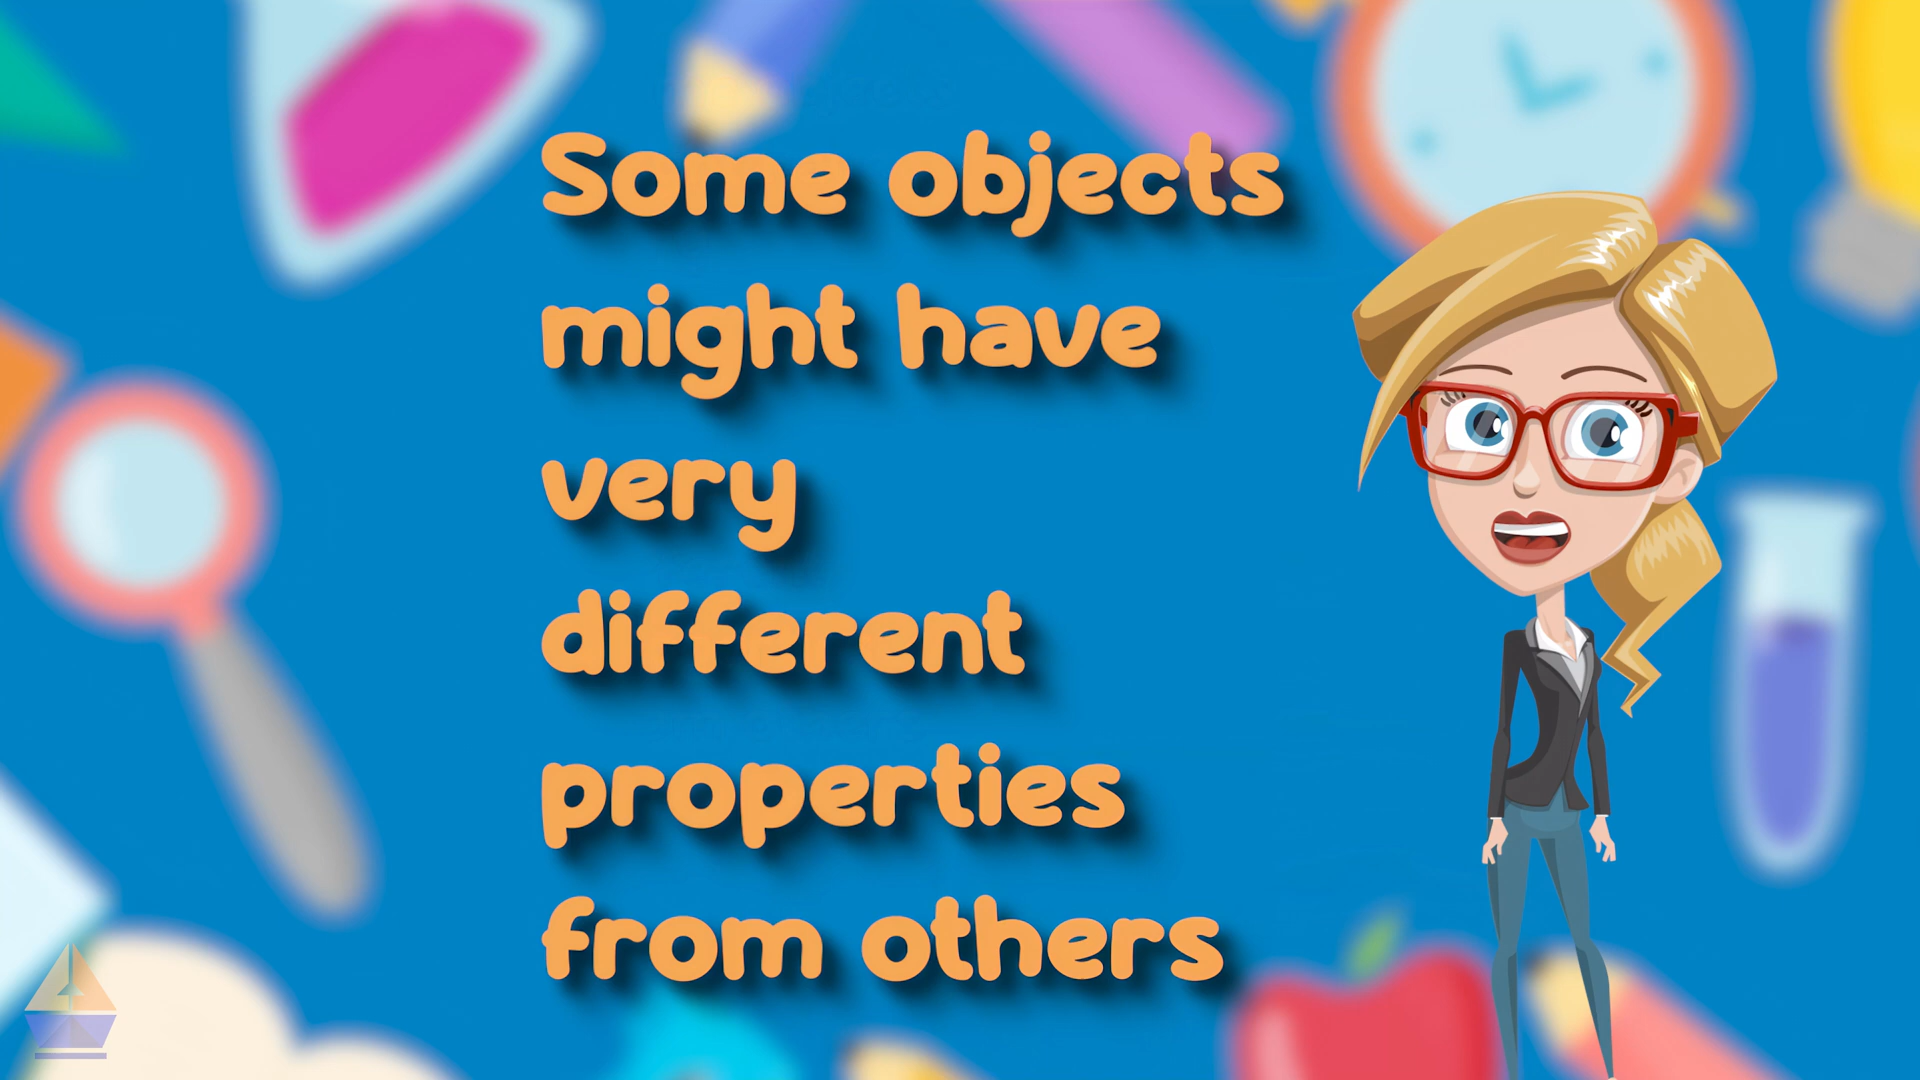 Some objects
might have
very
different
properties
from others